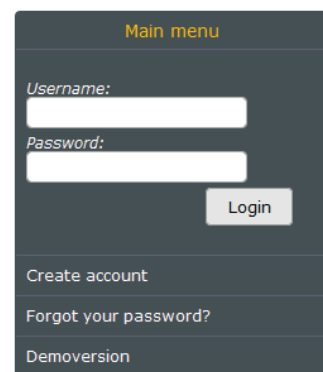 Main menu
Username:
Password:
Login
Create account
Forgot your password?
Demoversion